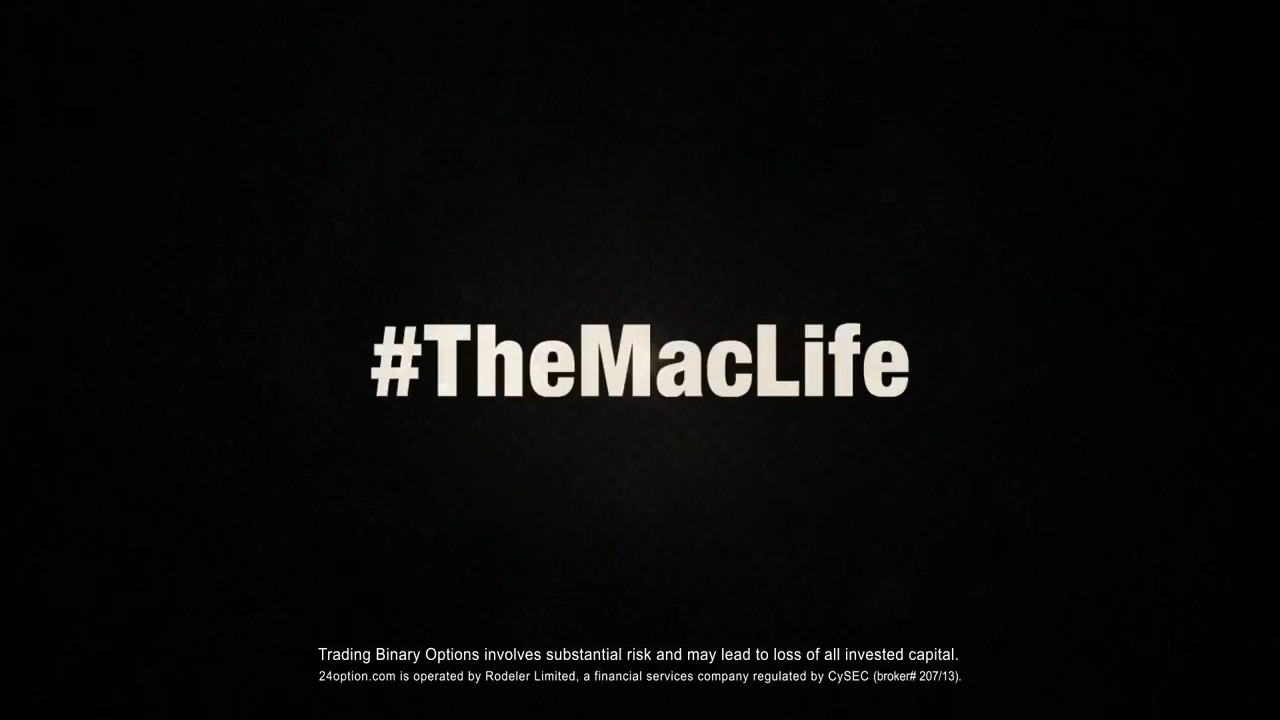 #TheMacLife
Trading Binary Options involves substantial risk and may lead to loss of all invested capital.
24option.com is operated by Rodeler Limited, a financial services company regulated by CySEC (broker# 207/13).